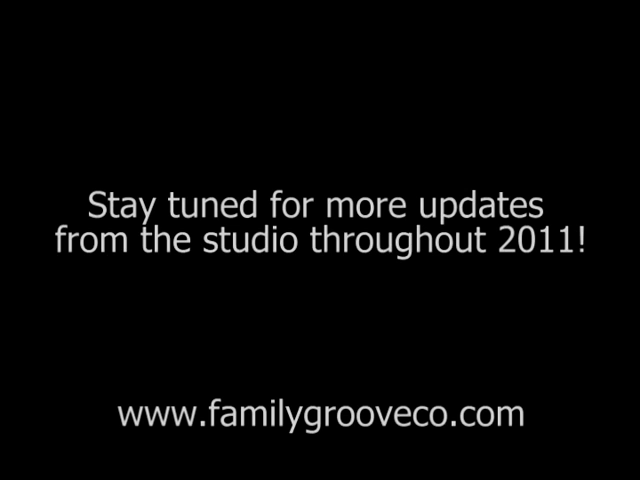 Stay tuned for more updates
from the studio throughout 2011!
www.familygrooveco.com